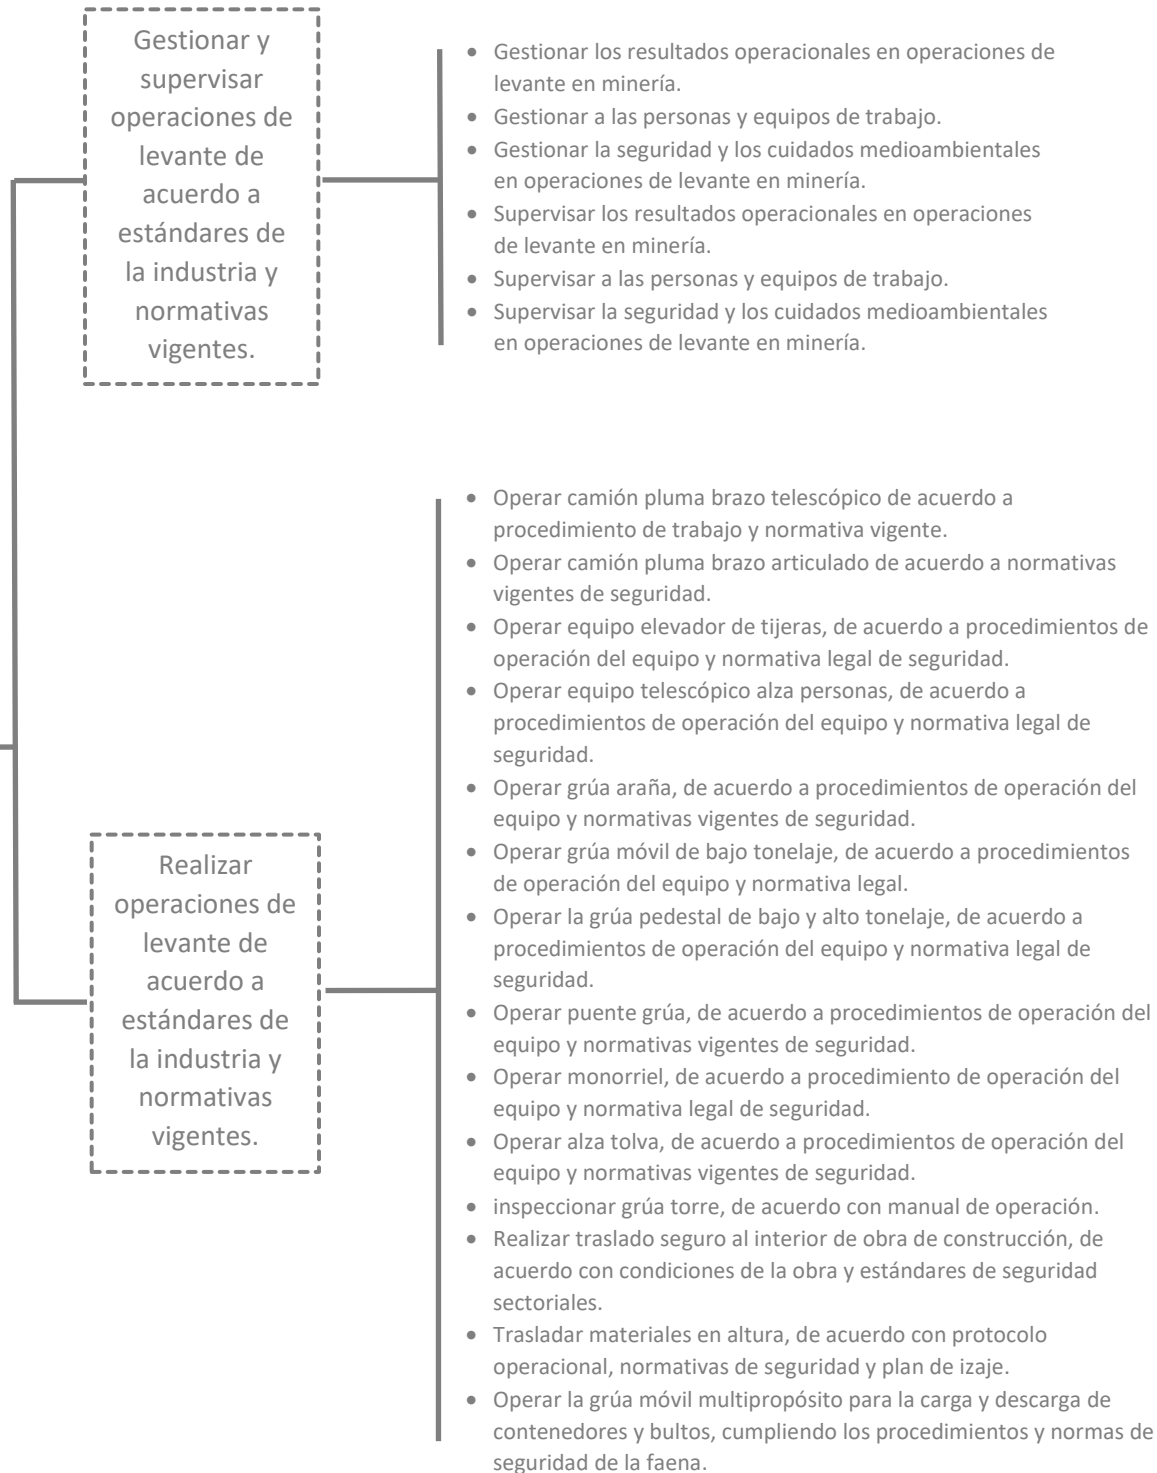 Gestionar y
supervisar
operaciones de
levante de
acuerdo a
estándares de
la industria y
normativas
vigentes.
• Gestionar los resultados operacionales en operaciones de
levante en minería.
• Gestionar a las personas y equipos de trabajo.
• Gestionar la seguridad y los cuidados medioambientales
en operaciones de levante en minería.
• Supervisar los resultados operacionales en operaciones
de levante en minería.
• Supervisar a las personas y equipos de trabajo.
• Supervisar la seguridad y los cuidados medioambientales
en operaciones de levante en minería.
Realizar
operaciones de
levante de
acuerdo a
estándares de
la industria y
normativas
vigentes.
• Operar camión pluma brazo telescópico de acuerdo a
procedimiento de trabajo y normativa vigente.
• Operar camión pluma brazo articulado de acuerdo a normativas
vigentes de seguridad.
• Operar equipo elevador de tijeras, de acuerdo a procedimientos de
operación del equipo y normativa legal de seguridad.
• Operar equipo telescópico alza personas, de acuerdo a
procedimientos de operación del equipo y normativa legal de
seguridad.
• Operar grúa araña, de acuerdo a procedimientos de operación del
equipo y normativas vigentes de seguridad.
• Operar grúa móvil de bajo tonelaje, de acuerdo a procedimientos
de operación del equipo y normativa legal.
• Operar la grúa pedestal de bajo y alto tonelaje, de acuerdo a
procedimientos de operación del equipo y normativa legal de
seguridad.
• Operar puente grúa, de acuerdo a procedimientos de operación del
equipo y normativas vigentes de seguridad.
• Operar monorriel, de acuerdo a procedimiento de operación del
equipo y normativa legal de seguridad.
• Operar alza tolva, de acuerdo a procedimientos de operación del
equipo y normativas vigentes de seguridad.
• inspeccionar grúa torre, de acuerdo con manual de operación.
• Realizar traslado seguro al interior de obra de construcción, de
acuerdo con condiciones de la obra y estándares de seguridad
sectoriales.
• Trasladar materiales en altura, de acuerdo con protocolo
operacional, normativas de seguridad y plan de izaje.
• Operar la grúa móvil multipropósito para la carga y descarga de
contenedores y bultos, cumpliendo los procedimientos y normas de
seguridad de la faena.